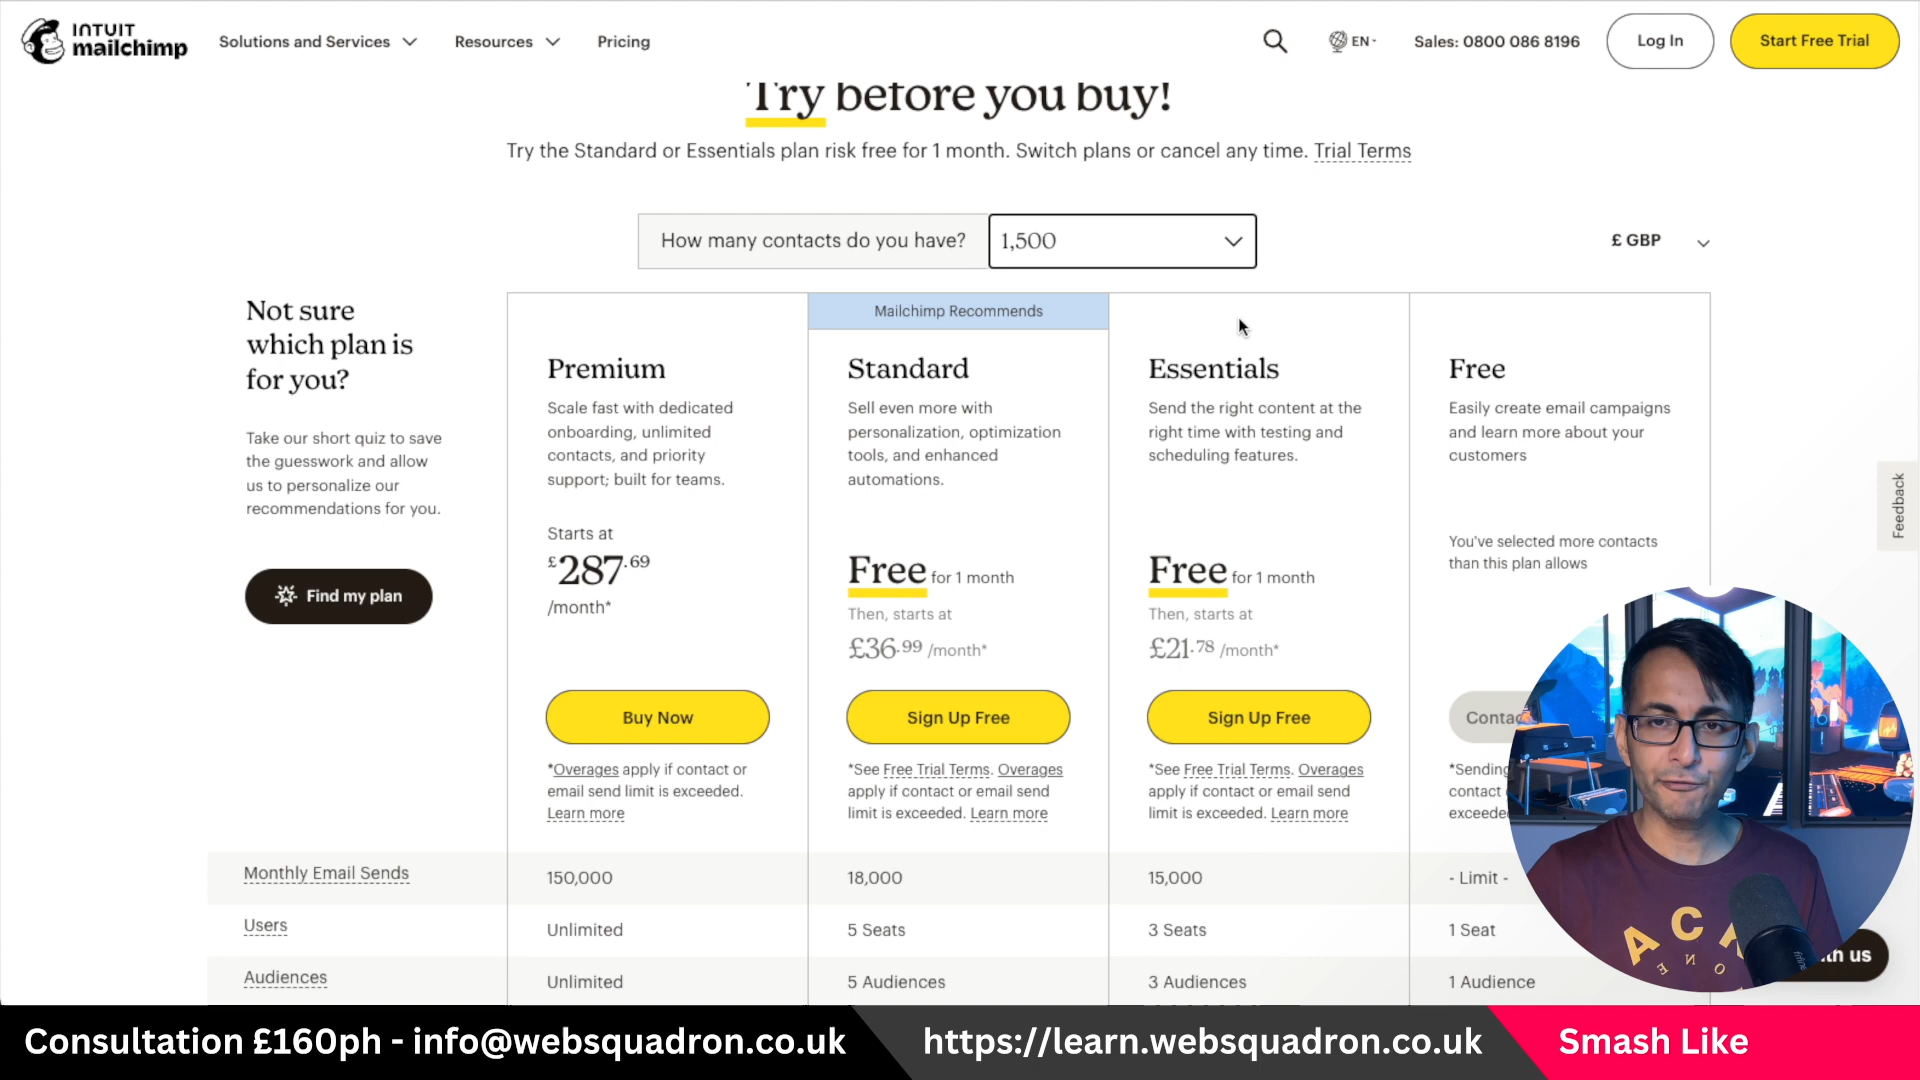 INTUIT
mailchimp
Solutions and Services
Resources
Pricing
EN
Sales: 0800 086 8196
Log In
Start Free Trial
Try before you buy!
Try the Standard or Essentials plan risk free for 1 month. Switch plans or cancel any time. Trial Terms
How many contacts do you have?
1,500
£ GBP
Not sure
which plan is
for you?
Take our short quiz to save
the guesswork and allow
us to personalize our
recommendations for you.
Find my plan
Premium
Scale fast with dedicated
onboarding, unlimited
contacts, and priority
support; built for teams.
Starts at
£287.69
/month*
Buy Now
*Overages apply if contact or
email send limit is exceeded.
Learn more
Mailchimp Recommends
Standard
Sell even more with
personalization, optimization
tools, and enhanced
automations.
Free for 1 month
Then, starts at
£36.99 /month*
Sign Up Free
*See Free Trial Terms. Overages
apply if contact or email send
limit is exceeded. Learn more
Essentials
Send the right content at the
right time with testing and
scheduling features.
Free for 1 month
Then, starts at
£21.78 /month*
Sign Up Free
*See Free Trial Terms. Overages
apply if contact or email send
limit is exceeded. Learn more
Free
Easily create email campaigns
and learn more about your
customers
You've selected more contacts
than this plan allows
*Sending
contact
Feedback
Monthly Email Sends
150,000
18,000
15,000
- Limit -
Users
Unlimited
5 Seats
3 Seats
1 Seat
Audiences
Unlimited
5 Audiences
3 Audiences
1 Audience
us
A C
N
O
E
Consultation £160ph - info@websquadron.co.uk
https://learn.websquadron.co.uk
Smash Like